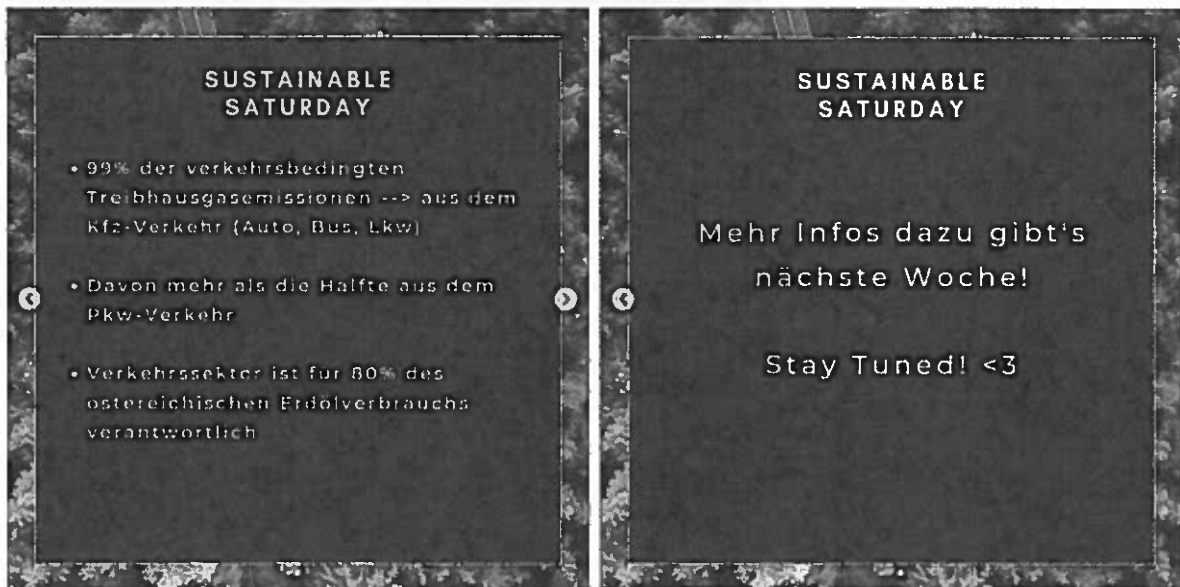 SUSTAINABLE
SATURDAY
• 99% der verkehrsbedingten
Treibhausgasemissionen --> aus dem
Kfz-Verkehr (Auto, Bus, Lkw)
• Davon mehr als die Hälfte aus dem
Pkw-Verkehr
• Verkehrssektor ist für 80% des
östereichischen Erdölverbrauchs
verantwortlich
SUSTAINABLE
SATURDAY
Mehr Infos dazu gibt's
nächste Woche!
Stay Tuned! <3